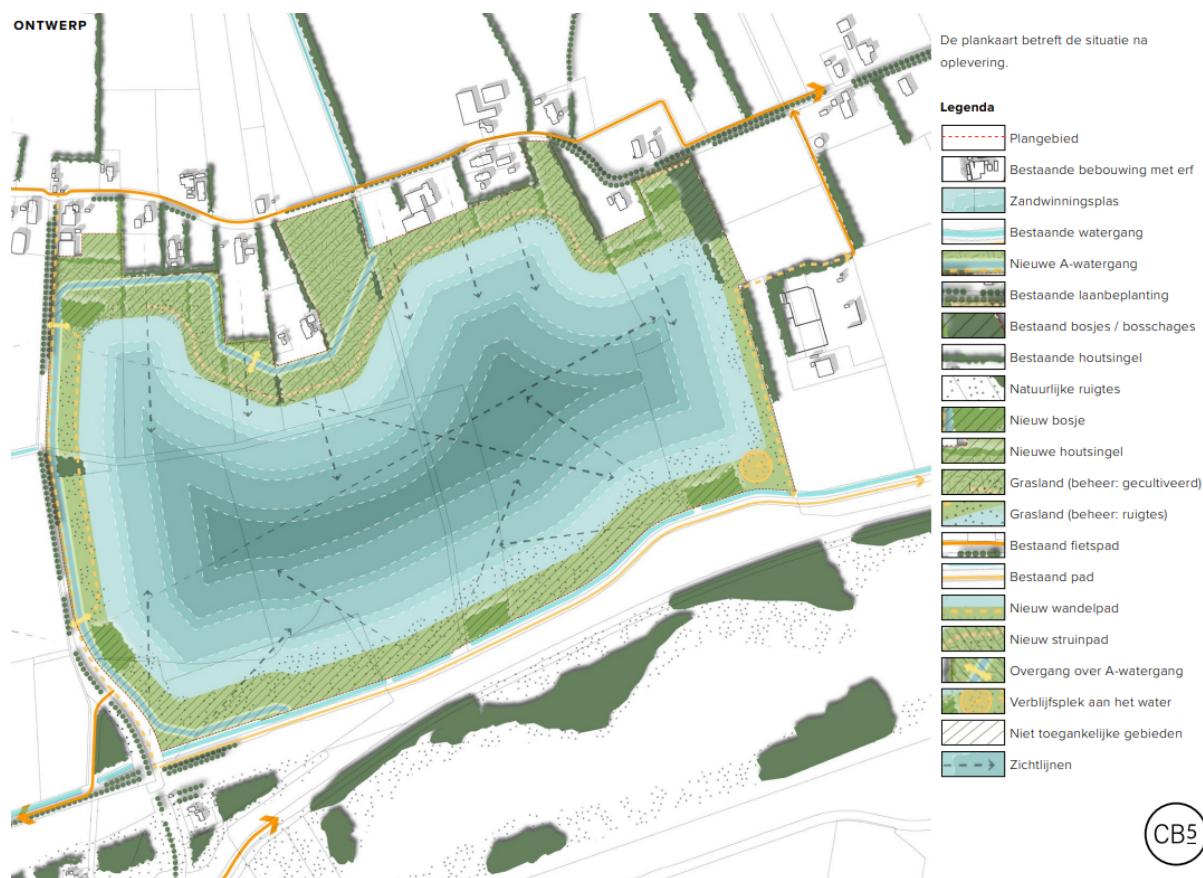 ONTWERP
De plankaart betreft de situatie na
oplevering.
Legenda
Plangebied
Bestaande bebouwing met erf
Zandwinningsplas
Bestaande watergang
Nieuwe A-watergang
Bestaande laanbeplanting
Bestaand bosjes / bosschages
Bestaande houtsingel
Natuurlijke ruigtes
Nieuw bosje
Nieuwe houtsingel
Grasland (beheer: gecultiveerd)
Grasland (beheer: ruigtes)
Bestaand fietspad
Bestaand pad
Nieuw wandelpad
Nieuw struinpad
Overgang over A-watergang
Verblijfsplek aan het water
Niet toegankelijke gebieden
Zichtlijnen
CB5